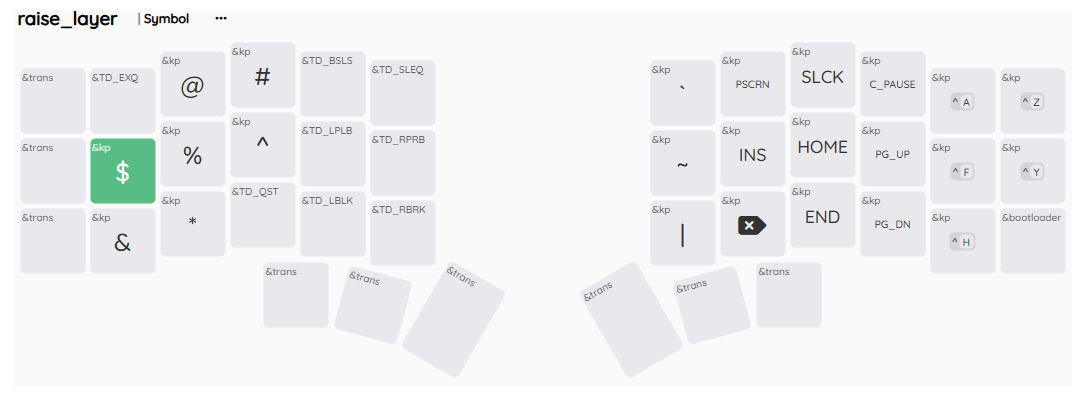 raise_layer | Symbol ...
&trans &TD_EXQ &kp @ &kp # &TD_BSLS &TD_SLEQ &kp ` &kp PSCRN &kp SLCK &kp C_PAUSE &kp ^ A &kp ^ Z
&trans &kp $ &kp % &kp ^ &TD_LPLB &TD_RPRB &kp ~ &kp INS &kp HOME &kp PG_UP &kp ^ F &kp ^ Y
&trans &kp & &kp * &TD_QST &TD_LBLK &TD_RBRK &kp | &kp &kp END &kp PG_DN &kp ^ H &bootloader
&trans &trans &trans &trans &trans &trans